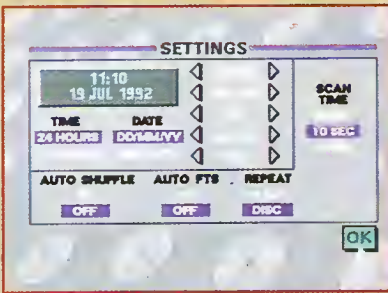 SETTINGS
11:10
19 JUL 1992
TIME DATE
24 HOURS DD/MM/YY
SCAN
TIME
10 SEC
AUTO SHUFFLE AUTO FTS REPEAT
OFF OFF DISC
OK